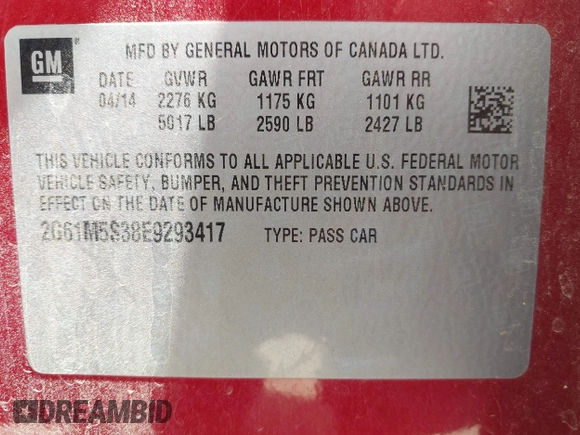 GM
MFD BY GENERAL MOTORS OF CANADA LTD.
DATE GVWR GAWR FRT GAWR RR
04/14 2276 KG 1175 KG 1101 KG
5017 LB 2590 LB 2427 LB
THIS VEHICLE CONFORMS TO ALL APPLICABLE U.S. FEDERAL MOTOR
VEHICLE SAFETY, BUMPER, AND THEFT PREVENTION STANDARDS IN
EFFECT ON THE DATE OF MANUFACTURE SHOWN ABOVE.
2G61M5S38E9293417 TYPE: PASS CAR
DREAMBID